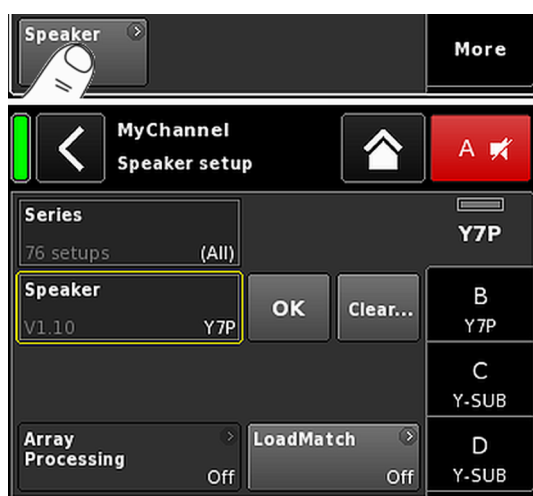 Speaker
More
MyChannel
Speaker setup
A
Series
76 setups (All)
Y7P
Speaker
V1.10 Y7P
OK
Clear...
B
Y7P
C
Y-SUB
Array
Processing
Off
LoadMatch
Off
D
Y-SUB